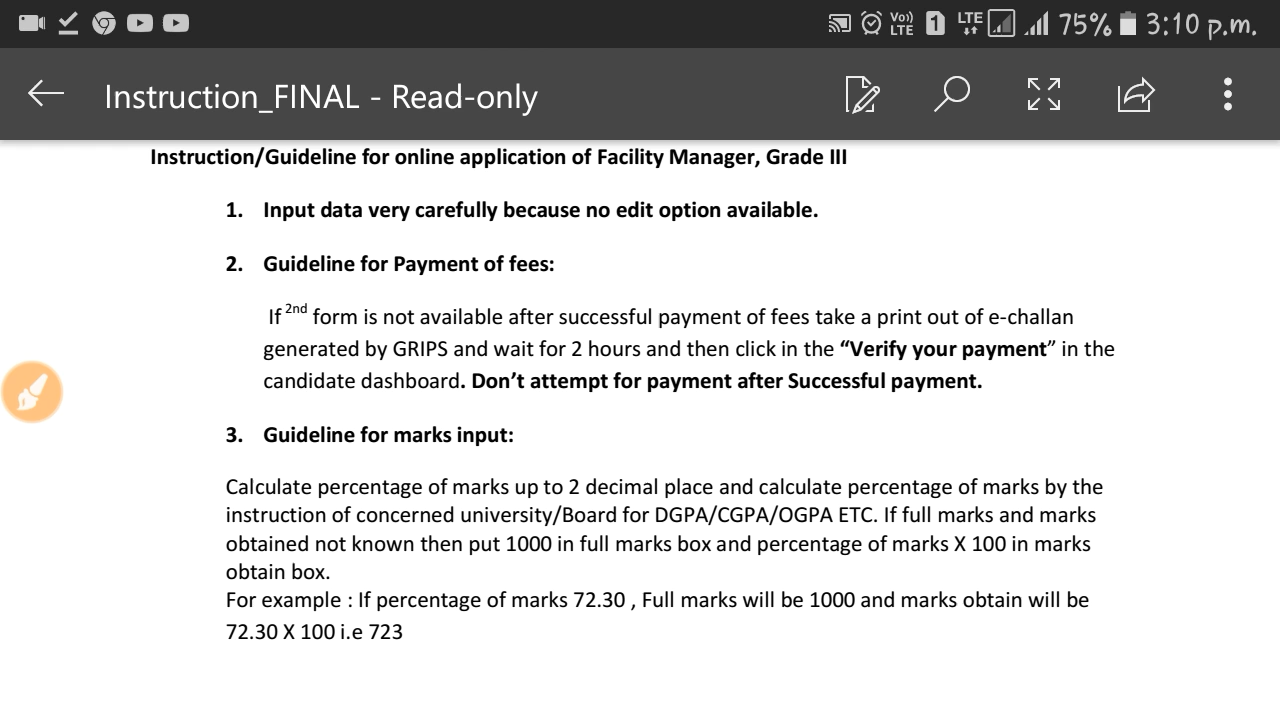 Vo)) LTE 1 LTE 75% 3:10 p.m.
Instruction_FINAL - Read-only
Instruction/Guideline for online application of Facility Manager, Grade III
1. Input data very carefully because no edit option available.
2. Guideline for Payment of fees:
If 2nd form is not available after successful payment of fees take a print out of e-challan
generated by GRIPS and wait for 2 hours and then click in the “Verify your payment” in the
candidate dashboard. Don’t attempt for payment after Successful payment.
3. Guideline for marks input:
Calculate percentage of marks up to 2 decimal place and calculate percentage of marks by the
instruction of concerned university/Board for DGPA/CGPA/OGPA ETC. If full marks and marks
obtained not known then put 1000 in full marks box and percentage of marks X 100 in marks
obtain box.
For example : If percentage of marks 72.30 , Full marks will be 1000 and marks obtain will be
72.30 X 100 i.e 723